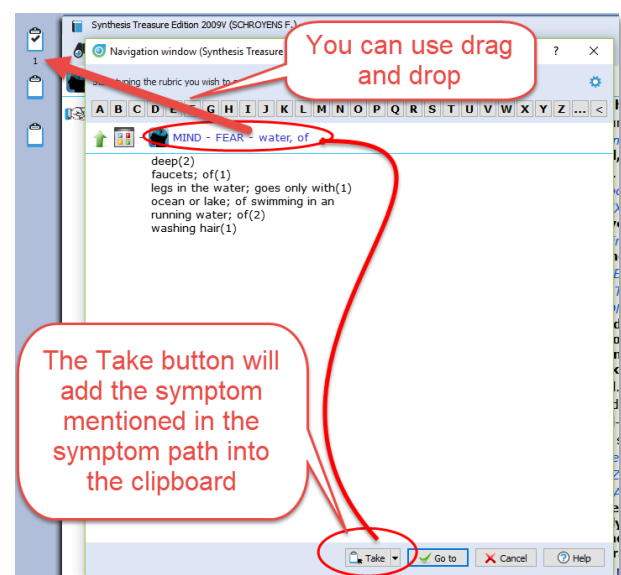 Synthesis Treasure Edition 2009V (SCHROYENS F.)
Navigation window (Synthesis Treasure
? ×
You can use drag
and drop
1
A B C D E F G H I J K L M N O P Q R S T U V W X Y Z ... <
MIND - FEAR - water, of
deep(2)
faucets; of(1)
legs in the water; goes only with(1)
ocean or lake; of swimming in an
running water; of(2)
washing hair(1)
The Take button will
add the symptom
mentioned in the
symptom path into
the clipboard
Take Go to Cancel Help